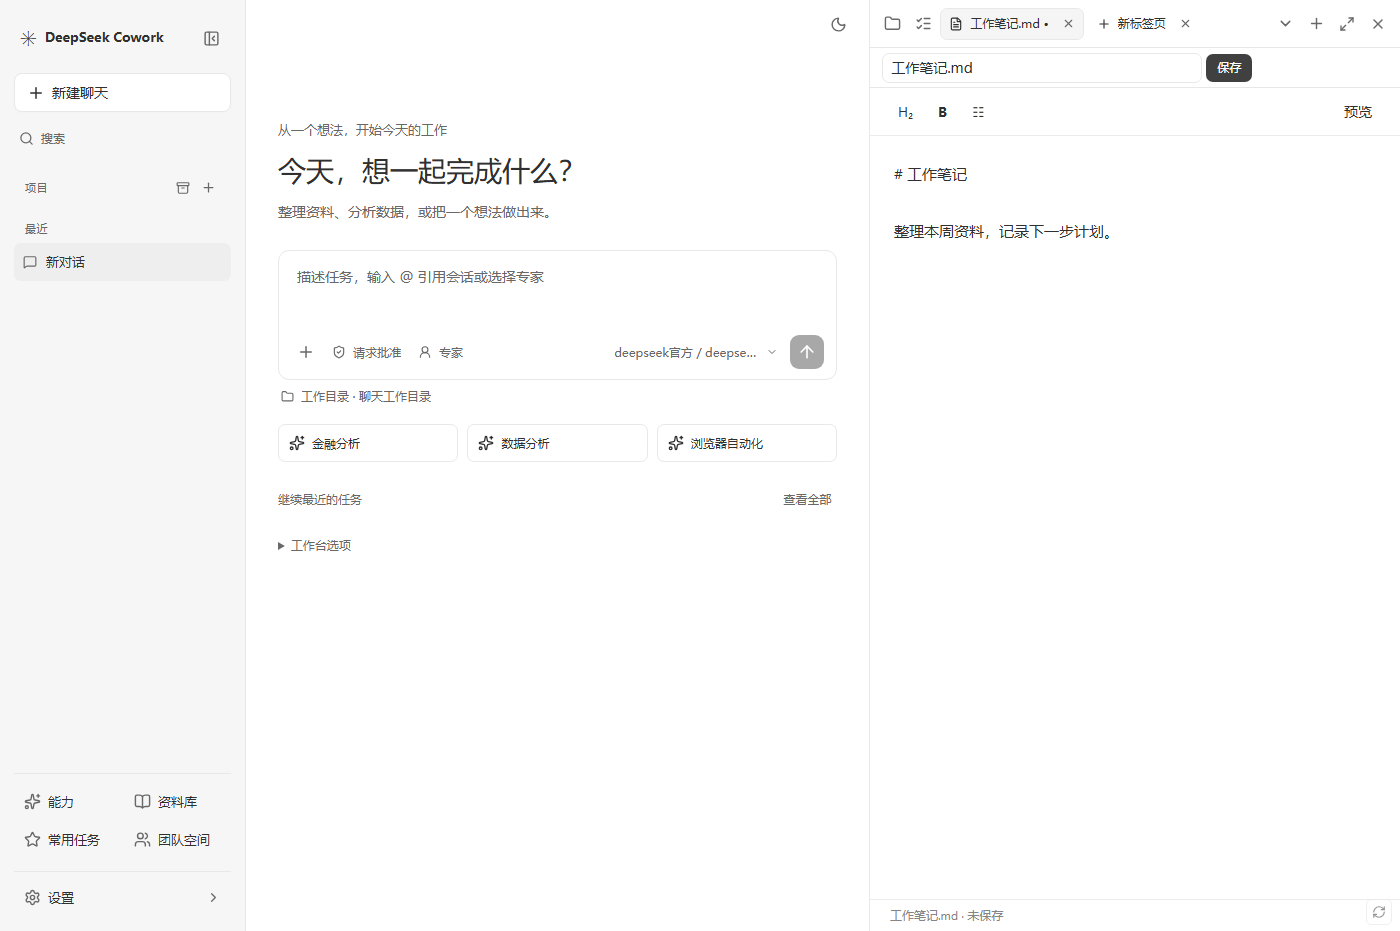 DeepSeek Cowork
新建聊天
搜索
项目
最近
新对话
能力
资料库
常用任务
团队空间
设置
从一个想法，开始今天的工作
今天，想一起完成什么？
整理资料、分析数据，或把一个想法做出来。
描述任务，输入 @ 引用会话或选择专家
请求批准
专家
deepseek官方 / deepse...
工作目录 · 聊天工作目录
金融分析
数据分析
浏览器自动化
继续最近的任务
查看全部
工作台选项
工作笔记.md •
新标签页
工作笔记.md
保存
H₂
B
预览
# 工作笔记
整理本周资料，记录下一步计划。
工作笔记.md · 未保存